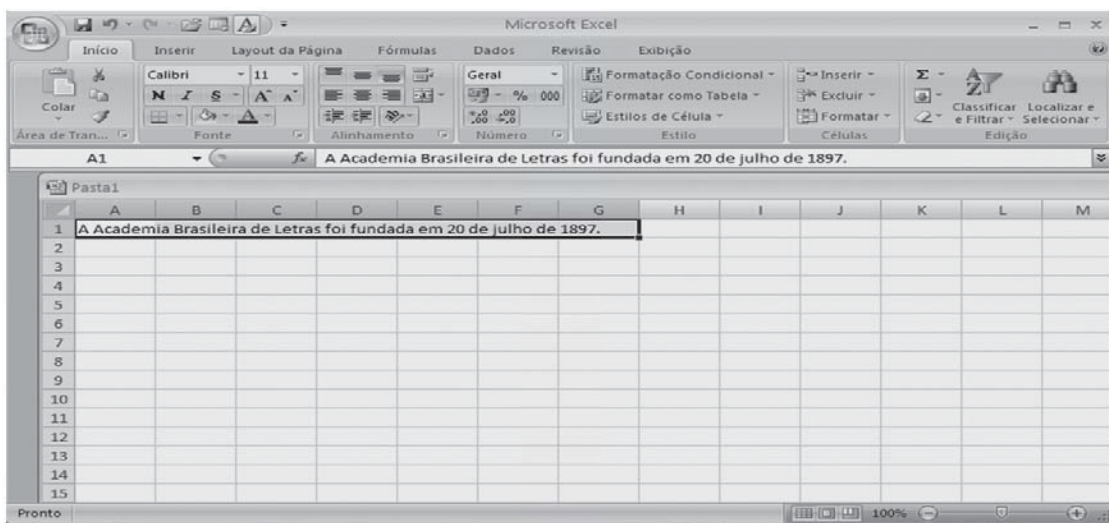 Microsoft Excel
Início Inserir Layout da Página Fórmulas Dados Revisão Exibição
Colar
Área de Tran...
Calibri 11
N I S A A
A
Fonte
Alinhamento
Geral
% 000
,00 ,00
Número
Formatação Condicional
Formatar como Tabela
Estilos de Célula
Estilo
Inserir
Excluir
Formatar
Células
Σ
Classificar e Filtrar
Localizar e Selecionar
Edição
A1 fx A Academia Brasileira de Letras foi fundada em 20 de julho de 1897.
Pasta1
A B C D E F G H I J K L M
1 A Academia Brasileira de Letras foi fundada em 20 de julho de 1897.
2
3
4
5
6
7
8
9
10
11
12
13
14
15
Pronto 100%